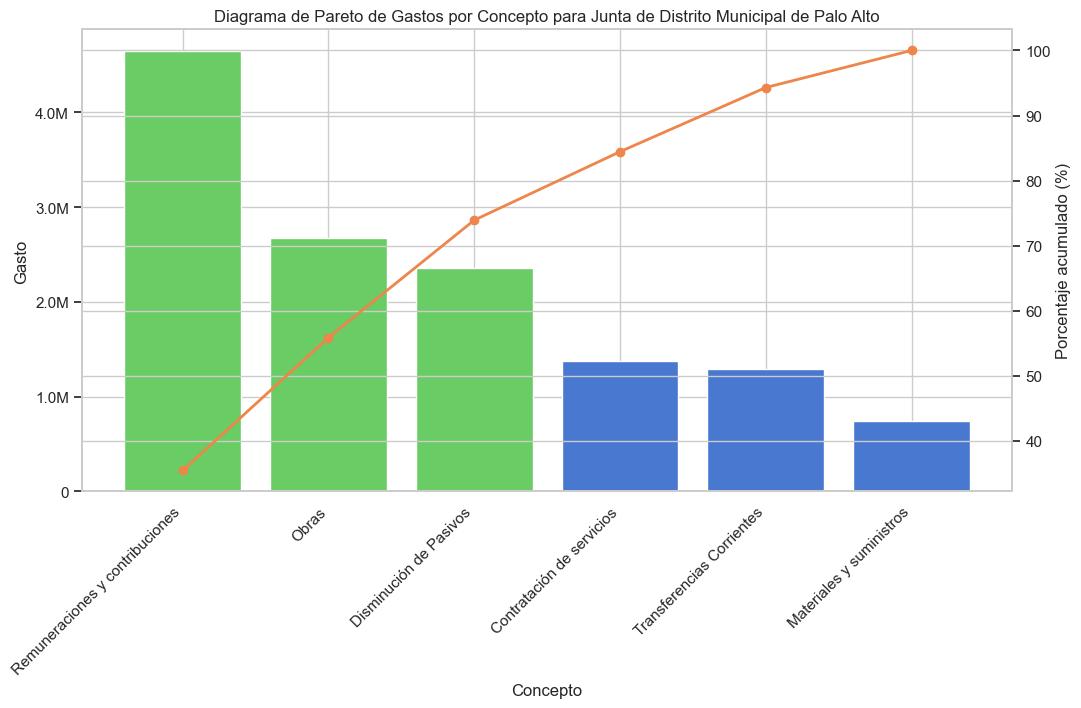 Diagrama de Pareto de Gastos por Concepto para Junta de Distrito Municipal de Palo Alto
Gasto
4.0M
3.0M
2.0M
1.0M
0
100
90
80
70
60
50
40
Porcentaje acumulado (%)
Remuneraciones y contribuciones
Obras
Disminución de Pasivos
Contratación de servicios
Transferencias Corrientes
Materiales y suministros
Concepto